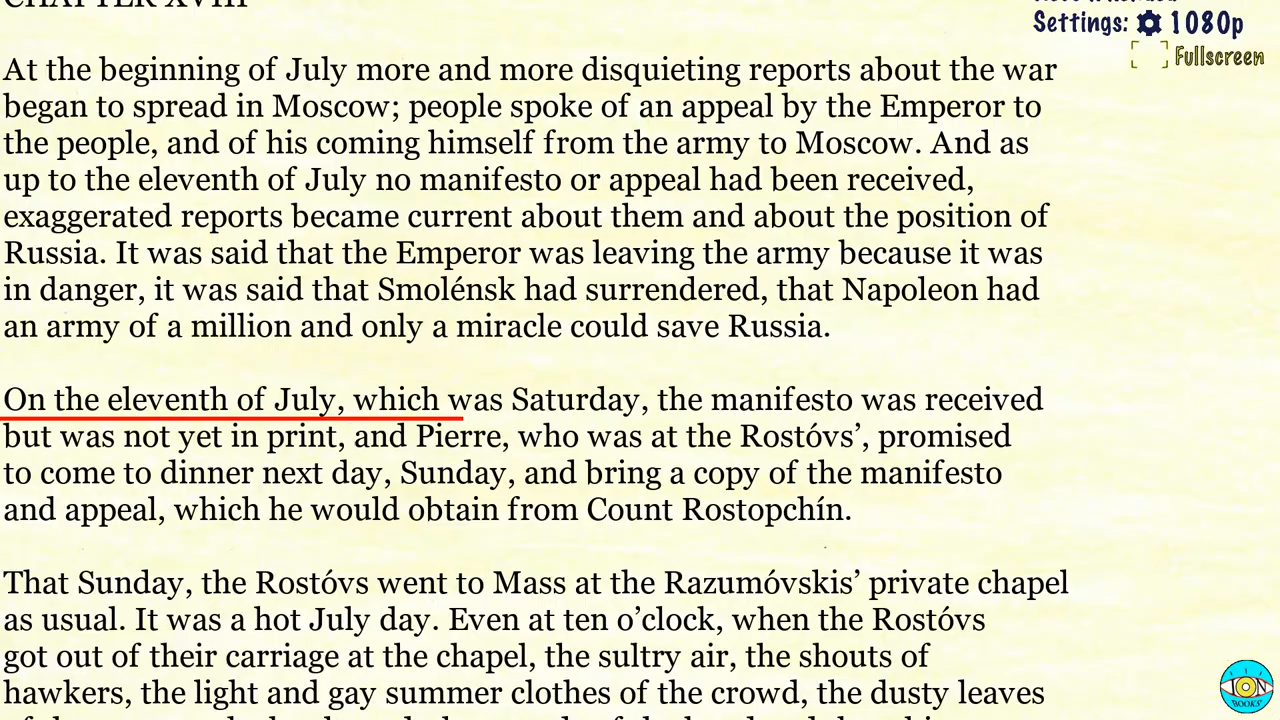 CHAPTER XVIII
Settings: 1080p
Fullscreen
At the beginning of July more and more disquieting reports about the war
began to spread in Moscow; people spoke of an appeal by the Emperor to
the people, and of his coming himself from the army to Moscow. And as
up to the eleventh of July no manifesto or appeal had been received,
exaggerated reports became current about them and about the position of
Russia. It was said that the Emperor was leaving the army because it was
in danger, it was said that Smolénsk had surrendered, that Napoleon had
an army of a million and only a miracle could save Russia.
On the eleventh of July, which was Saturday, the manifesto was received
but was not yet in print, and Pierre, who was at the Rostóvs’, promised
to come to dinner next day, Sunday, and bring a copy of the manifesto
and appeal, which he would obtain from Count Rostopchín.
That Sunday, the Rostóvs went to Mass at the Razumóvskis’ private chapel
as usual. It was a hot July day. Even at ten o’clock, when the Rostóvs
got out of their carriage at the chapel, the sultry air, the shouts of
hawkers, the light and gay summer clothes of the crowd, the dusty leaves
ION
BOOKS